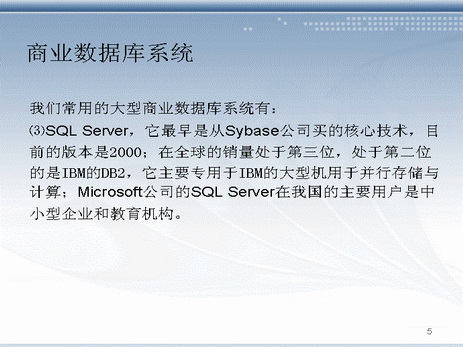 商业数据库系统
我们常用的大型商业数据库系统有：
⑶SQL Server，它最早是从Sybase公司买的核心技术，目
前的版本是2000；在全球的销量处于第三位，处于第二位
的是IBM的DB2，它主要专用于IBM的大型机用于并行存储与
计算；Microsoft公司的SQL Server在我国的主要用户是中
小型企业和教育机构。
5